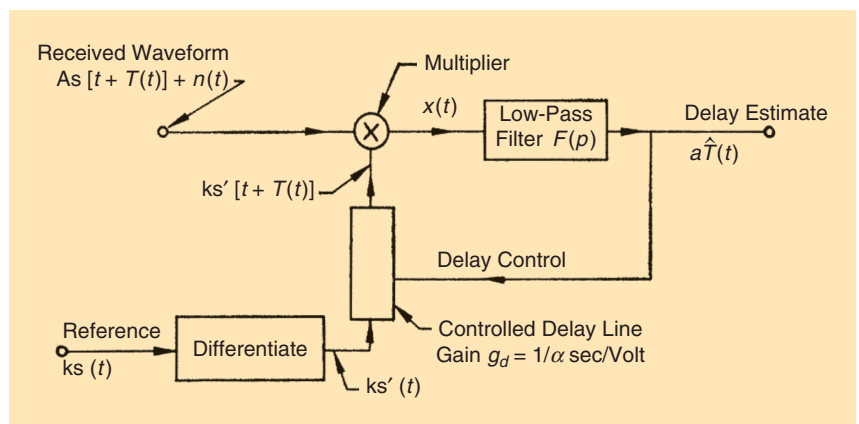 Received Waveform
As [t + T(t)] + n(t)
Multiplier
x(t)
Low-Pass
Filter F(p)
Delay Estimate
aT̂(t)
ks′ [t + T(t)]
Delay Control
Reference
ks (t)
Differentiate
ks′ (t)
Controlled Delay Line
Gain g_d = 1/α sec/Volt